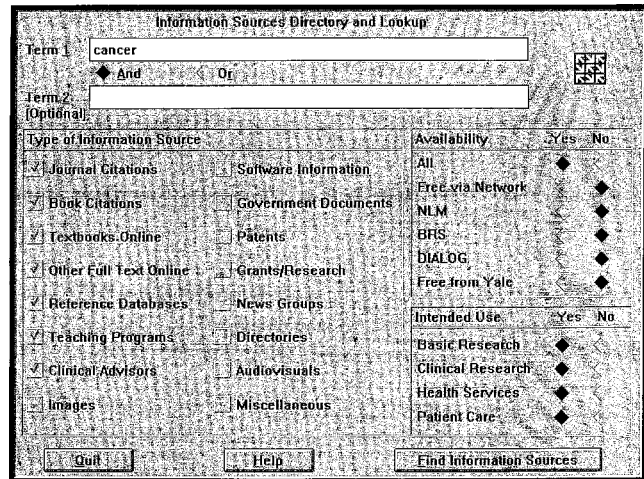 Information Sources Directory and Lookup
Term 1 cancer
And Or
Term 2
[Optional]
Type of Information Source
Journal Citations
Book Citations
Textbooks Online
Other Full Text Online
Reference Databases
Teaching Programs
Clinical Advisors
Images
Software Information
Government Documents
Patents
Grants/Research
News Groups
Directories
Audiovisuals
Miscellaneous
Availability Yes No
All
Free via Network
NLM
BRS
DIALOG
Free from Yale
Intended Use Yes No
Basic Research
Clinical Research
Health Services
Patient Care
Quit Help Find Information Sources